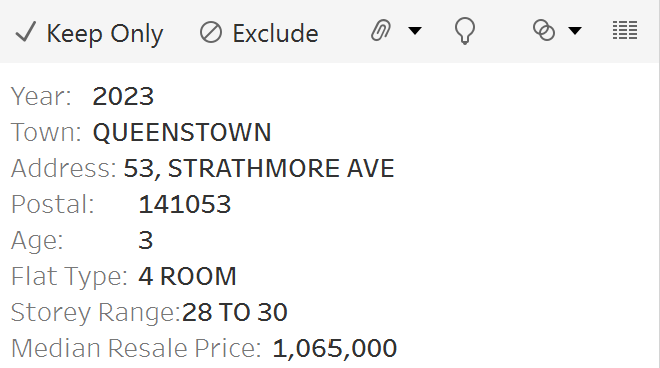 Keep Only Exclude
Year: 2023
Town: QUEENSTOWN
Address: 53, STRATHMORE AVE
Postal: 141053
Age: 3
Flat Type: 4 ROOM
Storey Range:28 TO 30
Median Resale Price: 1,065,000